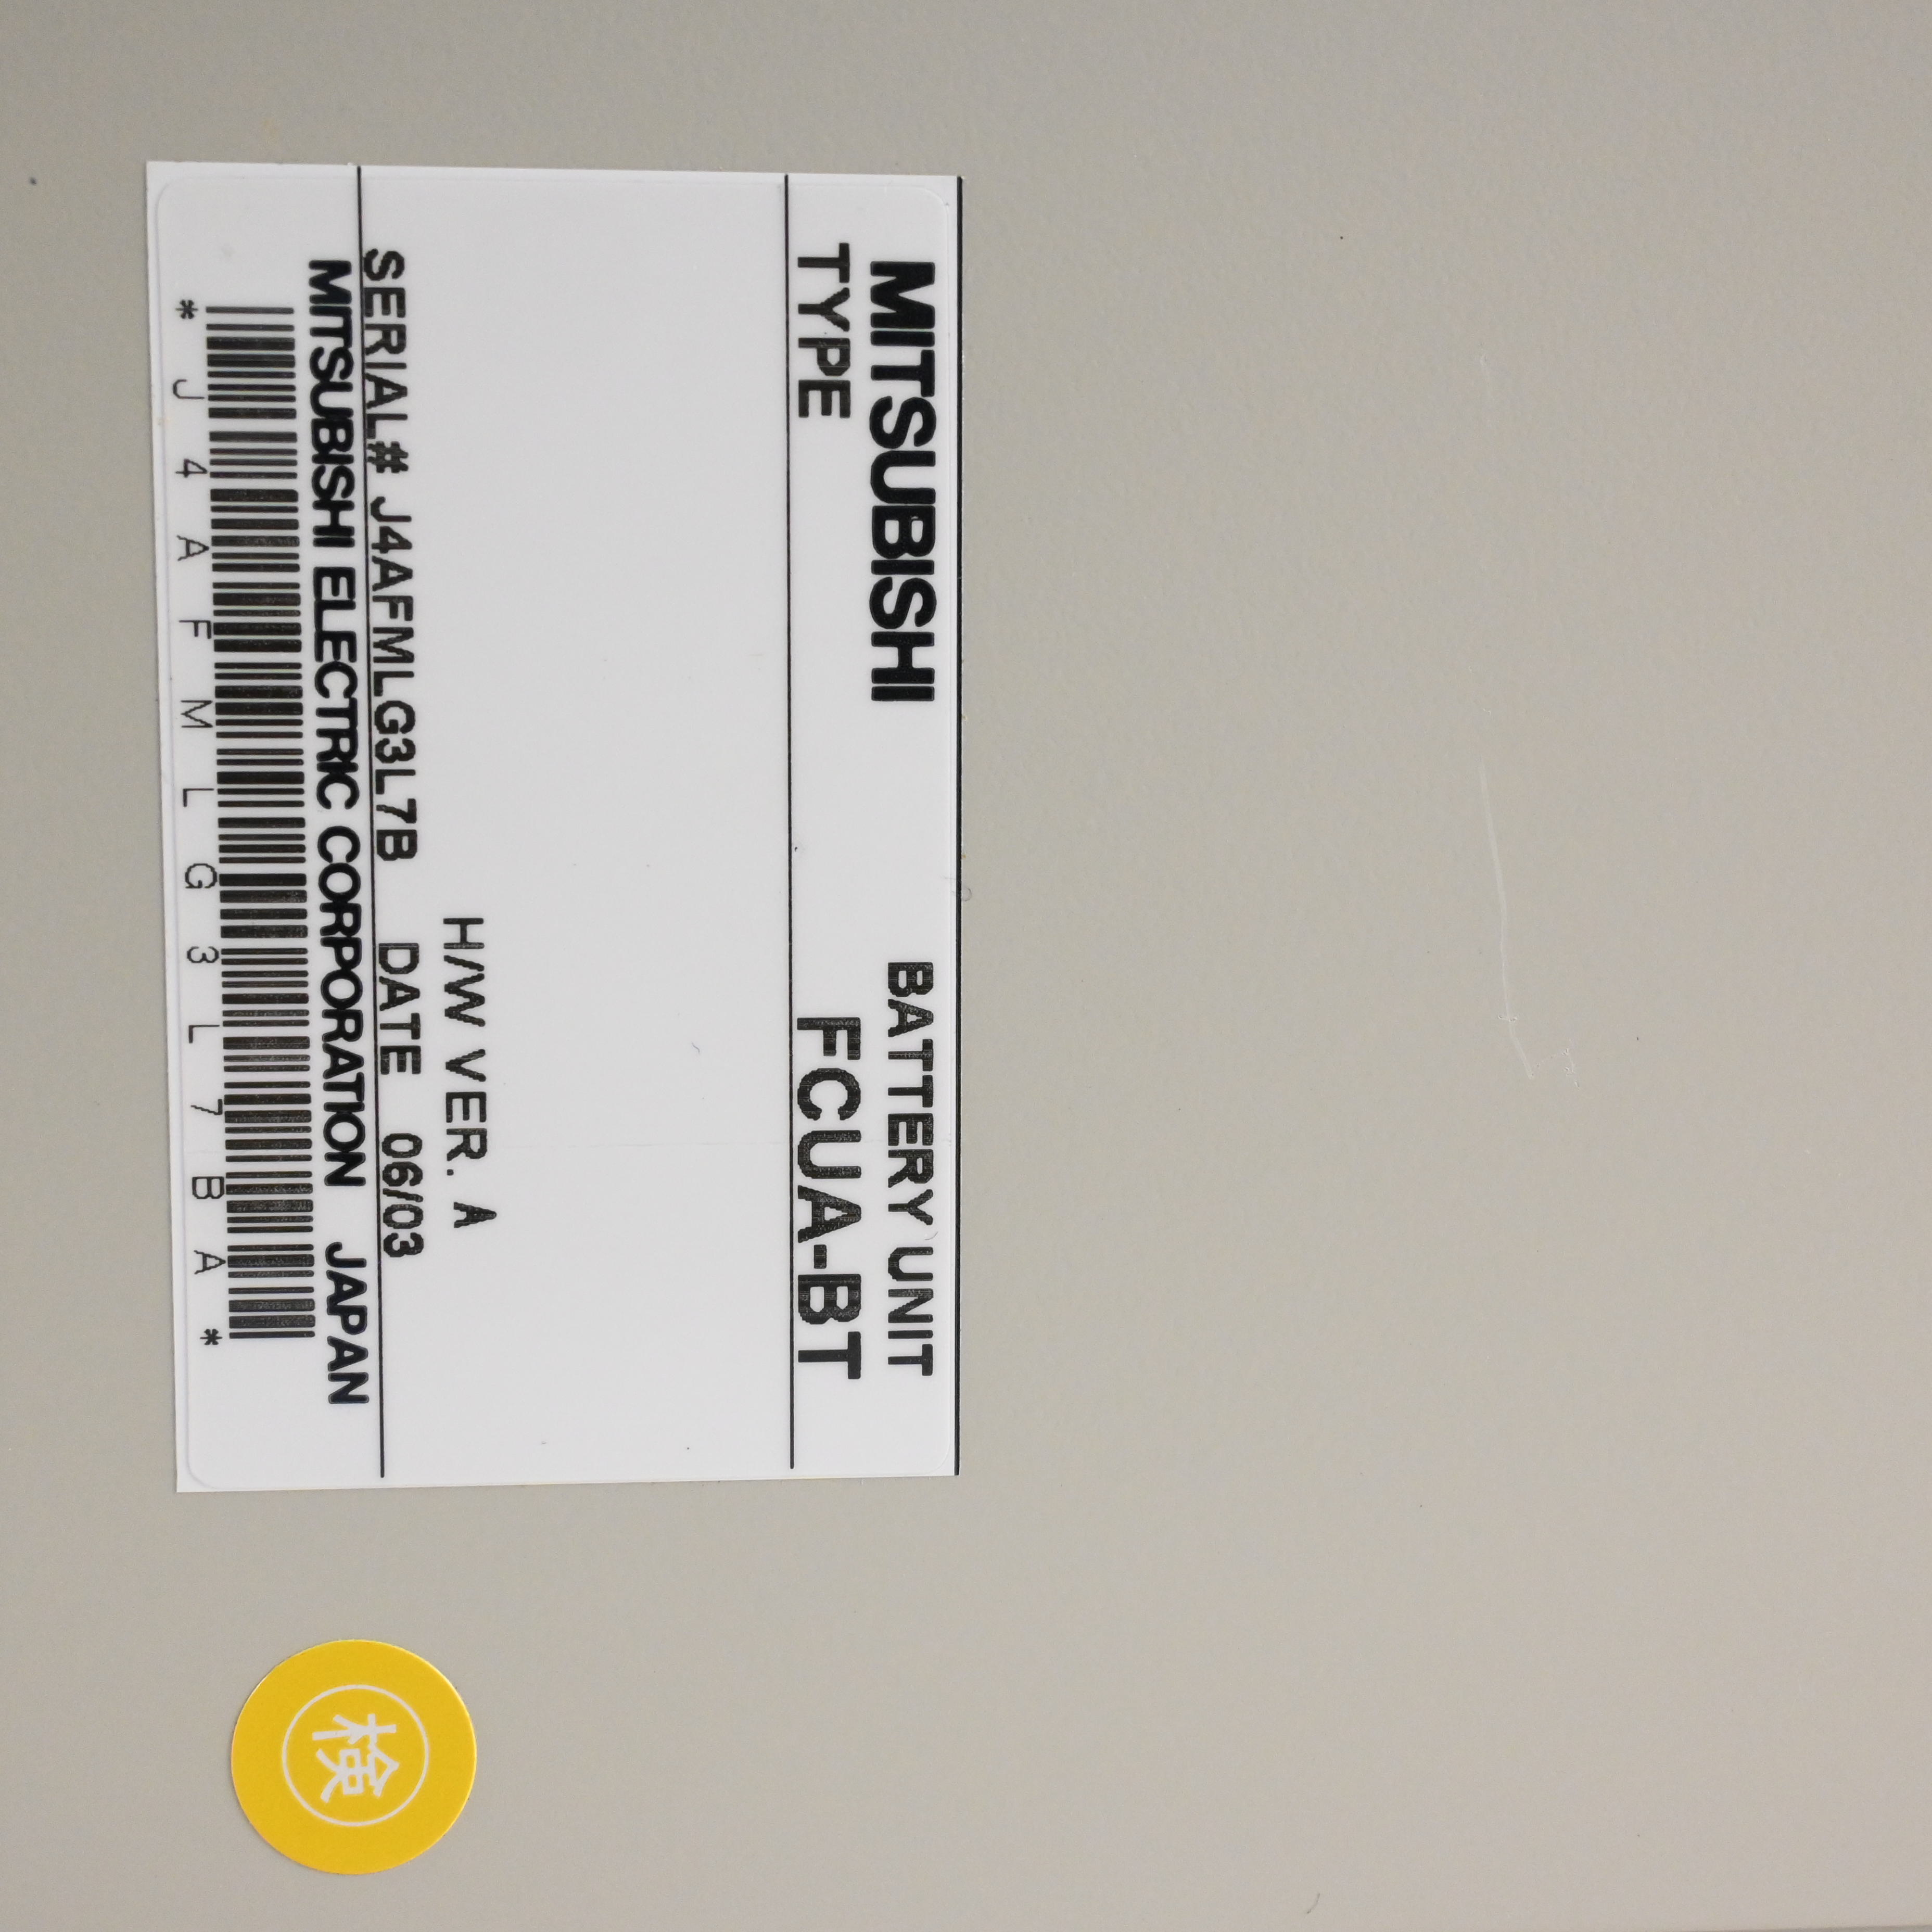 MITSUBISHI BATTERY UNIT
TYPE FCUA-BT
H/W VER. A
SERIAL# J4AFMLG3L7B DATE 06/03
MITSUBISHI ELECTRIC CORPORATION JAPAN
* J 4 A F M L G 3 L 7 B A *
検